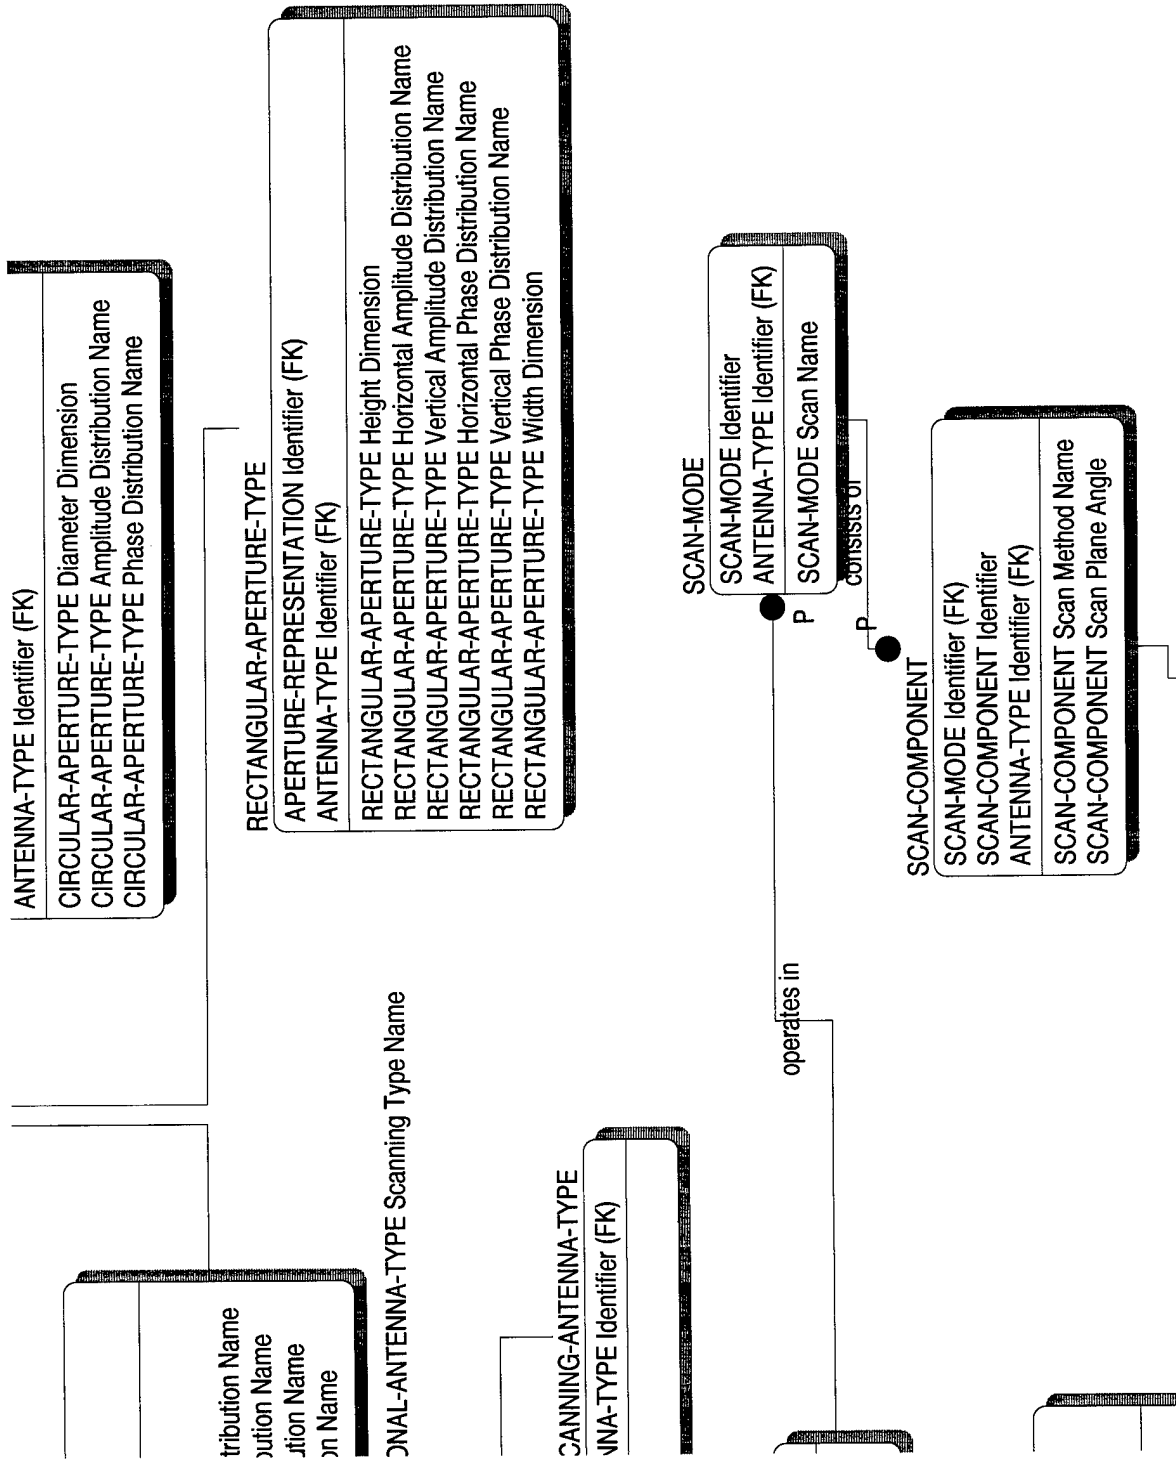 ANTENNA-TYPE Identifier (FK)
CIRCULAR-APERTURE-TYPE Diameter Dimension
CIRCULAR-APERTURE-TYPE Amplitude Distribution Name
CIRCULAR-APERTURE-TYPE Phase Distribution Name
RECTANGULAR-APERTURE-TYPE
APERTURE-REPRESENTATION Identifier (FK)
ANTENNA-TYPE Identifier (FK)
RECTANGULAR-APERTURE-TYPE Height Dimension
RECTANGULAR-APERTURE-TYPE Horizontal Amplitude Distribution Name
RECTANGULAR-APERTURE-TYPE Vertical Amplitude Distribution Name
RECTANGULAR-APERTURE-TYPE Horizontal Phase Distribution Name
RECTANGULAR-APERTURE-TYPE Vertical Phase Distribution Name
RECTANGULAR-APERTURE-TYPE Width Dimension
tribution Name
bution Name
ution Name
on Name
ONAL-ANTENNA-TYPE Scanning Type Name
CANNING-ANTENNA-TYPE
NNA-TYPE Identifier (FK)
operates in
SCAN-MODE
SCAN-MODE Identifier
ANTENNA-TYPE Identifier (FK)
SCAN-MODE Scan Name
P
consists of
P
SCAN-COMPONENT
SCAN-MODE Identifier (FK)
SCAN-COMPONENT Identifier
ANTENNA-TYPE Identifier (FK)
SCAN-COMPONENT Scan Method Name
SCAN-COMPONENT Scan Plane Angle